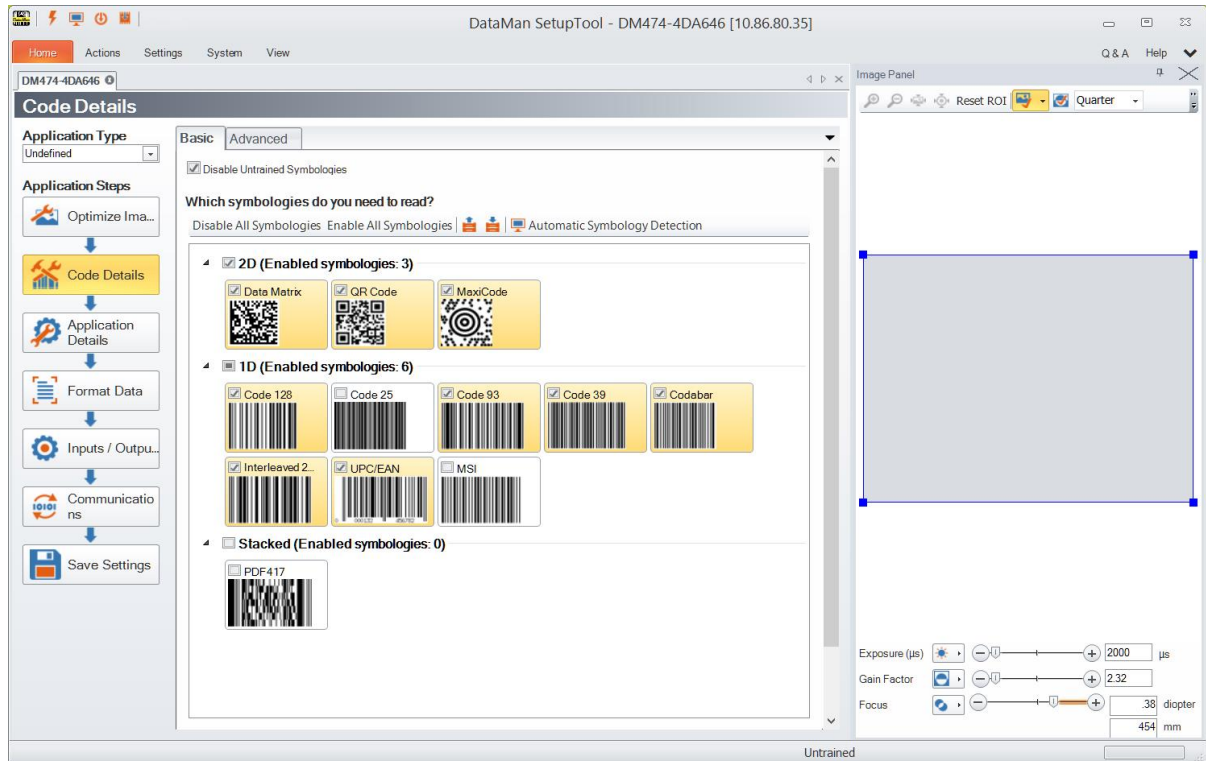 DataMan SetupTool - DM474-4DA646 [10.86.80.35]
Home Actions Settings System View Q & A Help
DM474-4DA646
Code Details
Application Type
Undefined
Application Steps
Optimize Ima...
Code Details
Application
Details
Format Data
Inputs / Outpu...
Communicatio
ns
Save Settings
Basic Advanced
Disable Untrained Symbologies
Which symbologies do you need to read?
Disable All Symbologies Enable All Symbologies Automatic Symbology Detection
2D (Enabled symbologies: 3)
Data Matrix QR Code MaxiCode
1D (Enabled symbologies: 6)
Code 128 Code 25 Code 93 Code 39 Codabar
Interleaved 2... UPC/EAN MSI
Stacked (Enabled symbologies: 0)
PDF417
Image Panel
Reset ROI Quarter
Exposure (µs) 2000 µs
Gain Factor 2.32
Focus .38 diopter
454 mm
Untrained